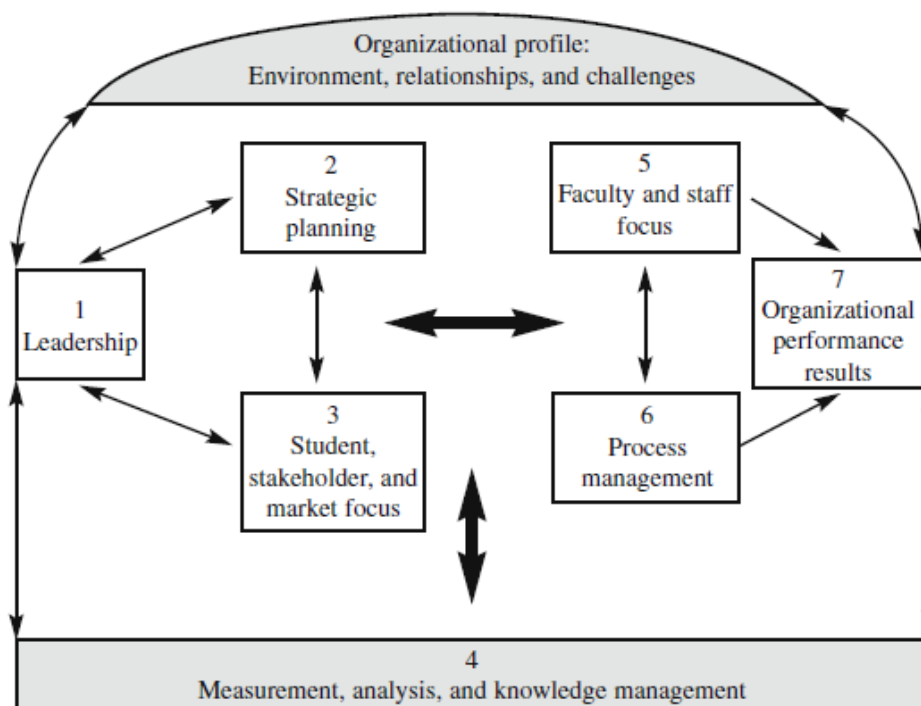 Organizational profile:
Environment, relationships, and challenges
2
Strategic
planning
5
Faculty and staff
focus
1
Leadership
7
Organizational
performance
results
3
Student,
stakeholder, and
market focus
6
Process
management
4
Measurement, analysis, and knowledge management